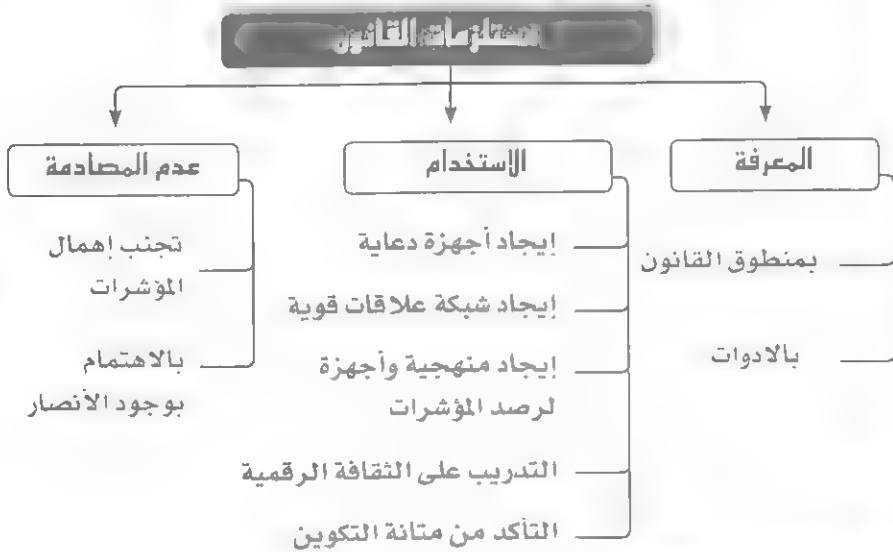 مستلزمات القانون
المعرفة
بمنطوق القانون
بالادوات
الاستخدام
إيجاد أجهزة دعاية
إيجاد شبكة علاقات قوية
إيجاد منهجية وأجهزة
لرصد المؤشرات
التدريب على الثقافة الرقمية
التأكد من متانة التكوين
عدم المصادمة
تجنب إهمال
المؤشرات
بالاهتمام
بوجود الأنصار